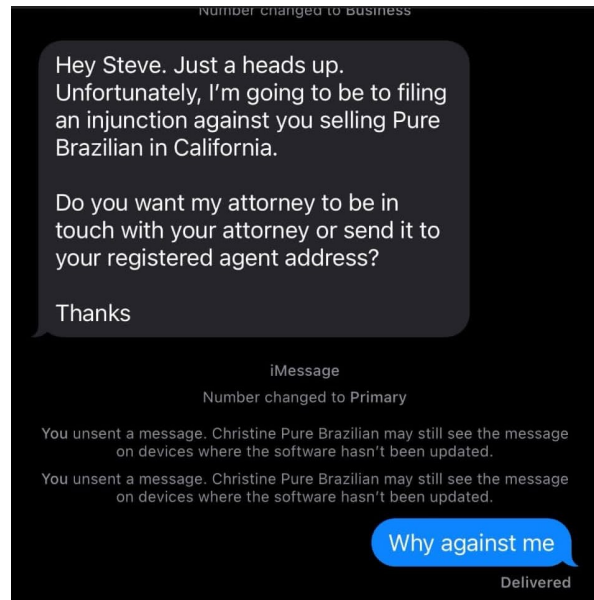 Number changed to Business
Hey Steve. Just a heads up.
Unfortunately, I'm going to be to filing
an injunction against you selling Pure
Brazilian in California.
Do you want my attorney to be in
touch with your attorney or send it to
your registered agent address?
Thanks
iMessage
Number changed to Primary
You unsent a message. Christine Pure Brazilian may still see the message
on devices where the software hasn't been updated.
You unsent a message. Christine Pure Brazilian may still see the message
on devices where the software hasn't been updated.
Why against me
Delivered